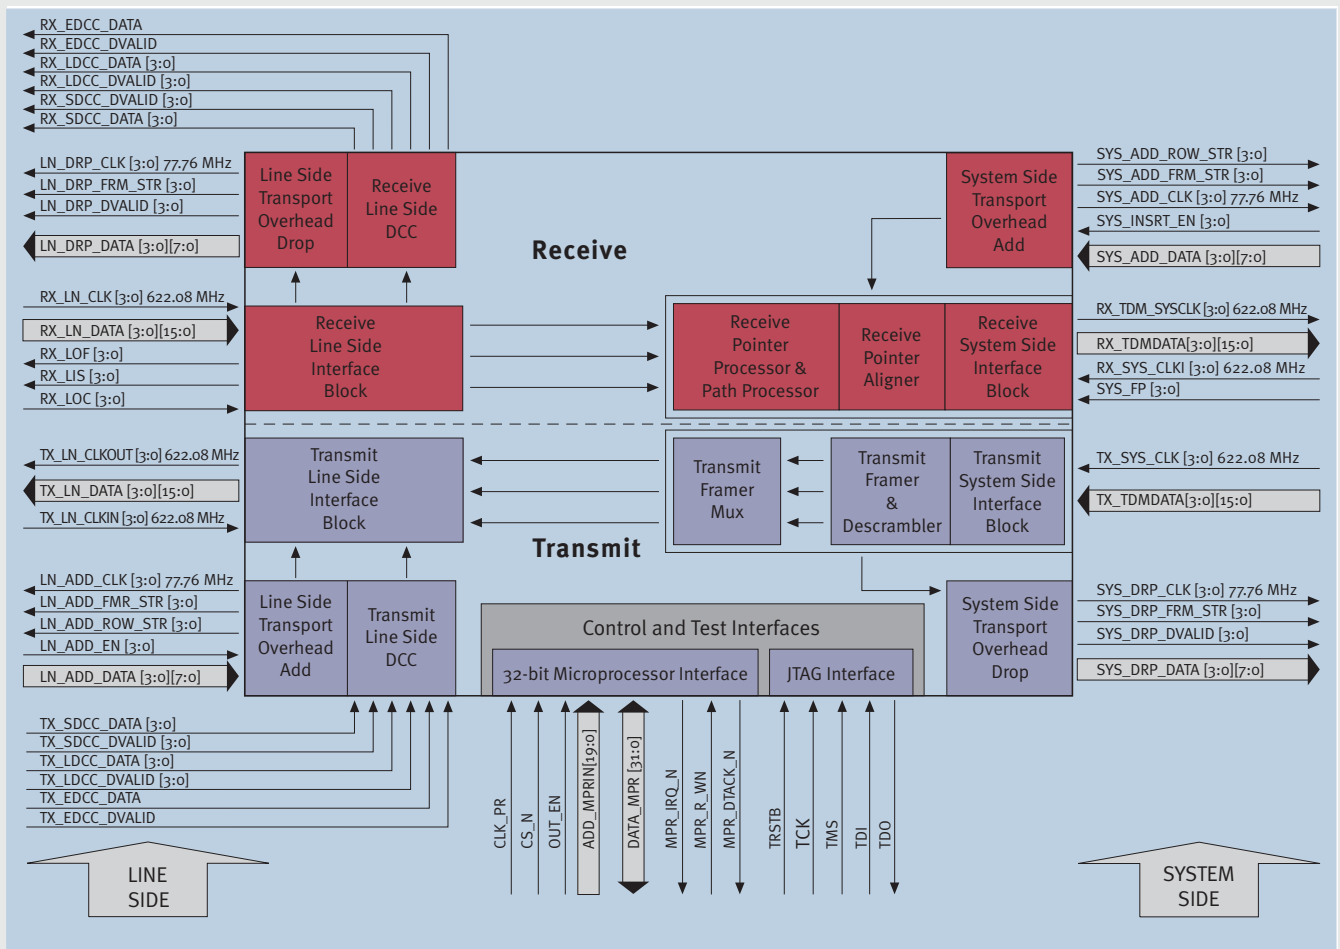 RX_EDCC_DATA
RX_EDCC_DVALID
RX_LDCC_DATA [3:0]
RX_LDCC_DVALID [3:0]
RX_SDCC_DVALID [3:0]
RX_SDCC_DATA [3:0]
LN_DRP_CLK [3:0] 77.76 MHz
LN_DRP_FRM_STR [3:0]
LN_DRP_DVALID [3:0]
LN_DRP_DATA [3:0][7:0]
RX_LN_CLK [3:0] 622.08 MHz
RX_LN_DATA [3:0][15:0]
RX_LOF [3:0]
RX_LIS [3:0]
RX_LOC [3:0]
TX_LN_CLKOUT [3:0] 622.08 MHz
TX_LN_DATA [3:0][15:0]
TX_LN_CLKIN [3:0] 622.08 MHz
LN_ADD_CLK [3:0] 77.76 MHz
LN_ADD_FMR_STR [3:0]
LN_ADD_ROW_STR [3:0]
LN_ADD_EN [3:0]
LN_ADD_DATA [3:0][7:0]
TX_SDCC_DATA [3:0]
TX_SDCC_DVALID [3:0]
TX_LDCC_DATA [3:0]
TX_LDCC_DVALID [3:0]
TX_EDCC_DATA
TX_EDCC_DVALID
LINE
SIDE
Line Side
Transport
Overhead
Drop
Receive
Line Side
DCC
Receive
System Side
Transport
Overhead
Add
Receive
Line Side
Interface
Block
Receive
Pointer
Processor &
Path Processor
Receive
Pointer
Aligner
Receive
System Side
Interface
Block
Transmit
Line Side
Interface
Block
Transmit
Framer
Mux
Transmit
Framer
&
Descrambler
Transmit
System Side
Interface
Block
Transmit
Line Side
Transport
Overhead
Add
Transmit
Line Side
DCC
Control and Test Interfaces
32-bit Microprocessor Interface
JTAG Interface
System Side
Transport
Overhead
Drop
CLK_PR
CS_N
OUT_EN
ADD_MPRIN[19:0]
DATA_MPR [31:0]
MPR_IRQ_N
MPR_R_WN
MPR_DTACK_N
TRSTB
TCK
TMS
TDI
TDO
SYS_ADD_ROW_STR [3:0]
SYS_ADD_FRM_STR [3:0]
SYS_ADD_CLK [3:0] 77.76 MHz
SYS_INSRT_EN [3:0]
SYS_ADD_DATA [3:0][7:0]
RX_TDM_SYSCLK [3:0] 622.08 MHz
RX_TDMDATA[3:0][15:0]
RX_SYS_CLKI [3:0] 622.08 MHz
SYS_FP [3:0]
TX_SYS_CLK [3:0] 622.08 MHz
TX_TDMDATA[3:0][15:0]
SYS_DRP_CLK [3:0] 77.76 MHz
SYS_DRP_FRM_STR [3:0]
SYS_DRP_DVALID [3:0]
SYS_DRP_DATA [3:0][7:0]
SYSTEM
SIDE